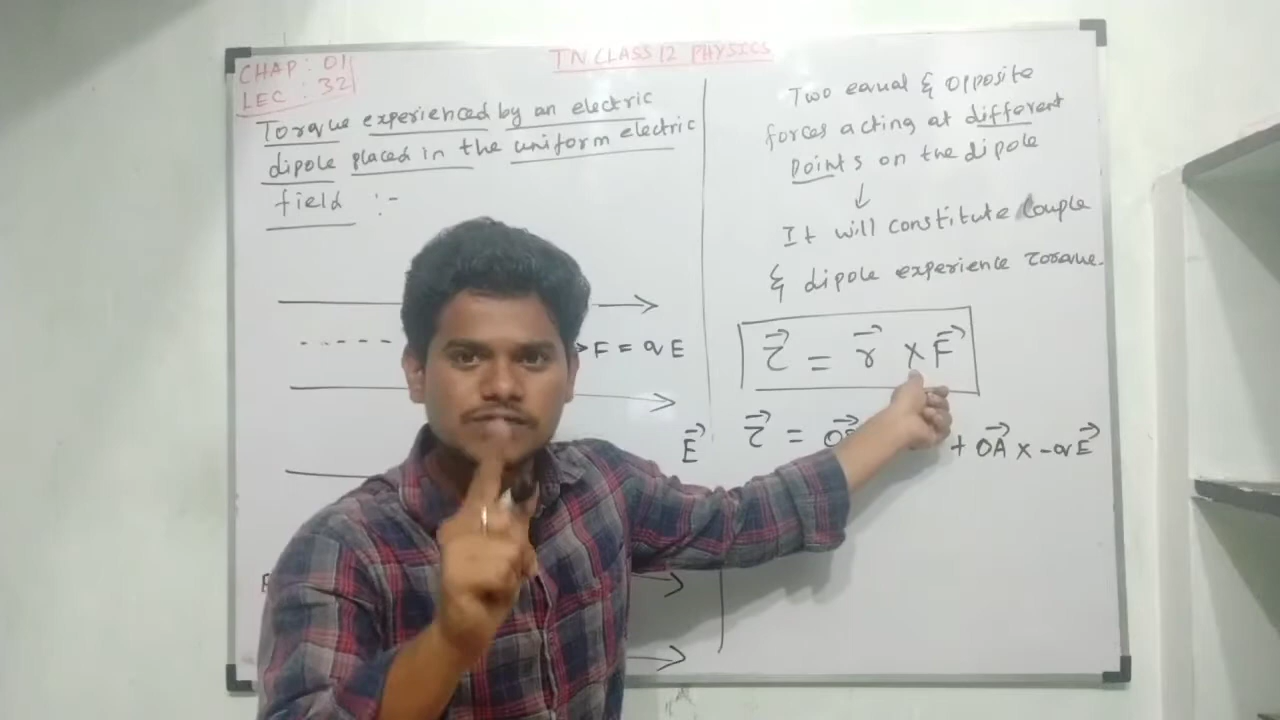 CHAP : 01
LEC : 32
TN CLASS 12 PHYSICS
Torque experienced by an electric
dipole placed in the uniform electric
field :-
F = qE
E⃗
Two equal & opposite
forces acting at different
points on the dipole
↓
It will constitute Couple
& dipole experience Torque.
τ⃗ = r⃗ × F⃗
τ⃗ = + OA⃗ × -qE⃗